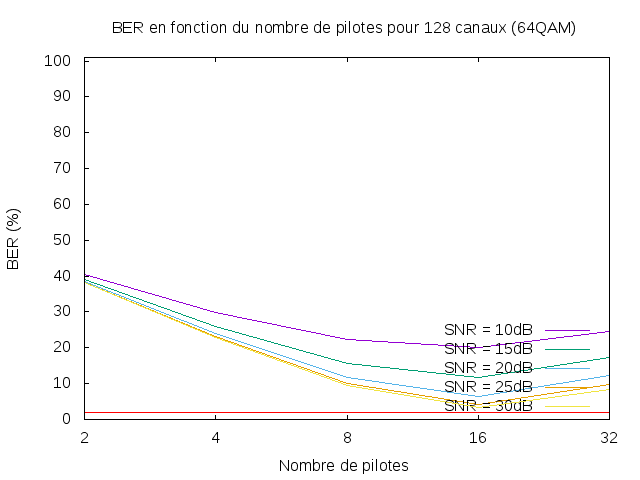 BER en fonction du nombre de pilotes pour 128 canaux (64QAM)
100
90
80
70
60
50
40
30
20
10
0
BER (%)
SNR = 10dB
SNR = 15dB
SNR = 20dB
SNR = 25dB
SNR = 30dB
2 4 8 16 32
Nombre de pilotes